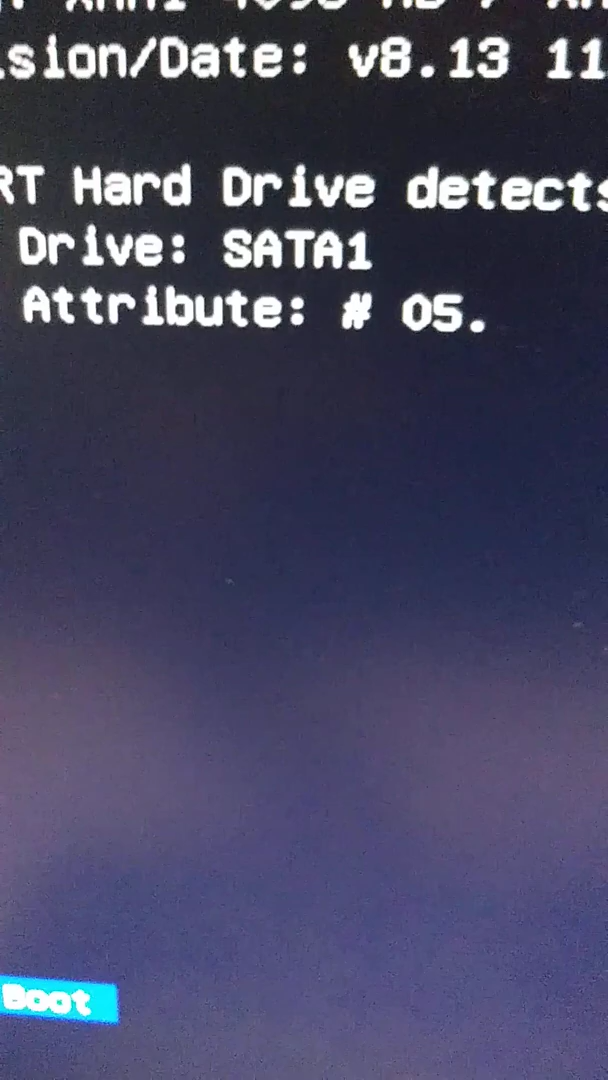 sion/Date: v8.13 11
RT Hard Drive detects
Drive: SATA1
Attribute: # 05.
Boot